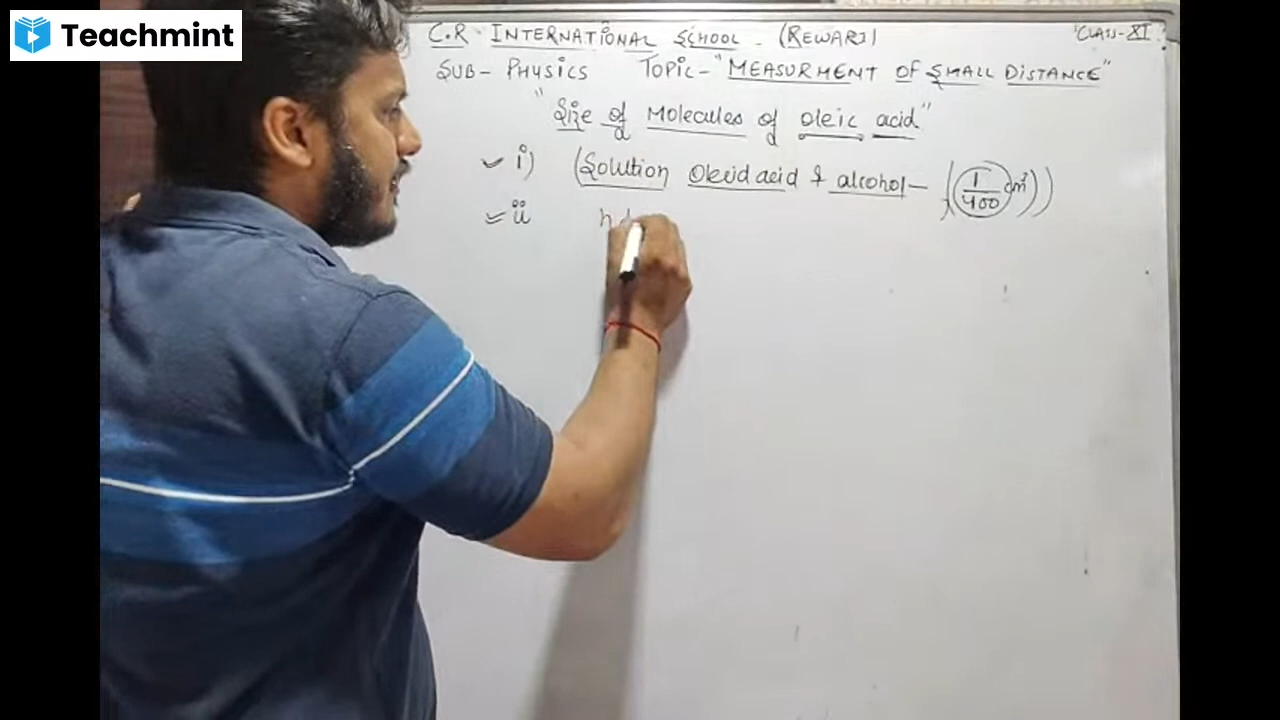 Teachmint
C.R INTERNATIONAL SCHOOL - (REWARI) CLASS-XI
SUB- PHYSICS TOPIC- "MEASURMENT OF SMALL DISTANCE"
"Size of Molecules of oleic acid"
i) (Solution Oleic acid & alcohol- (1/400 cm³))
ii n